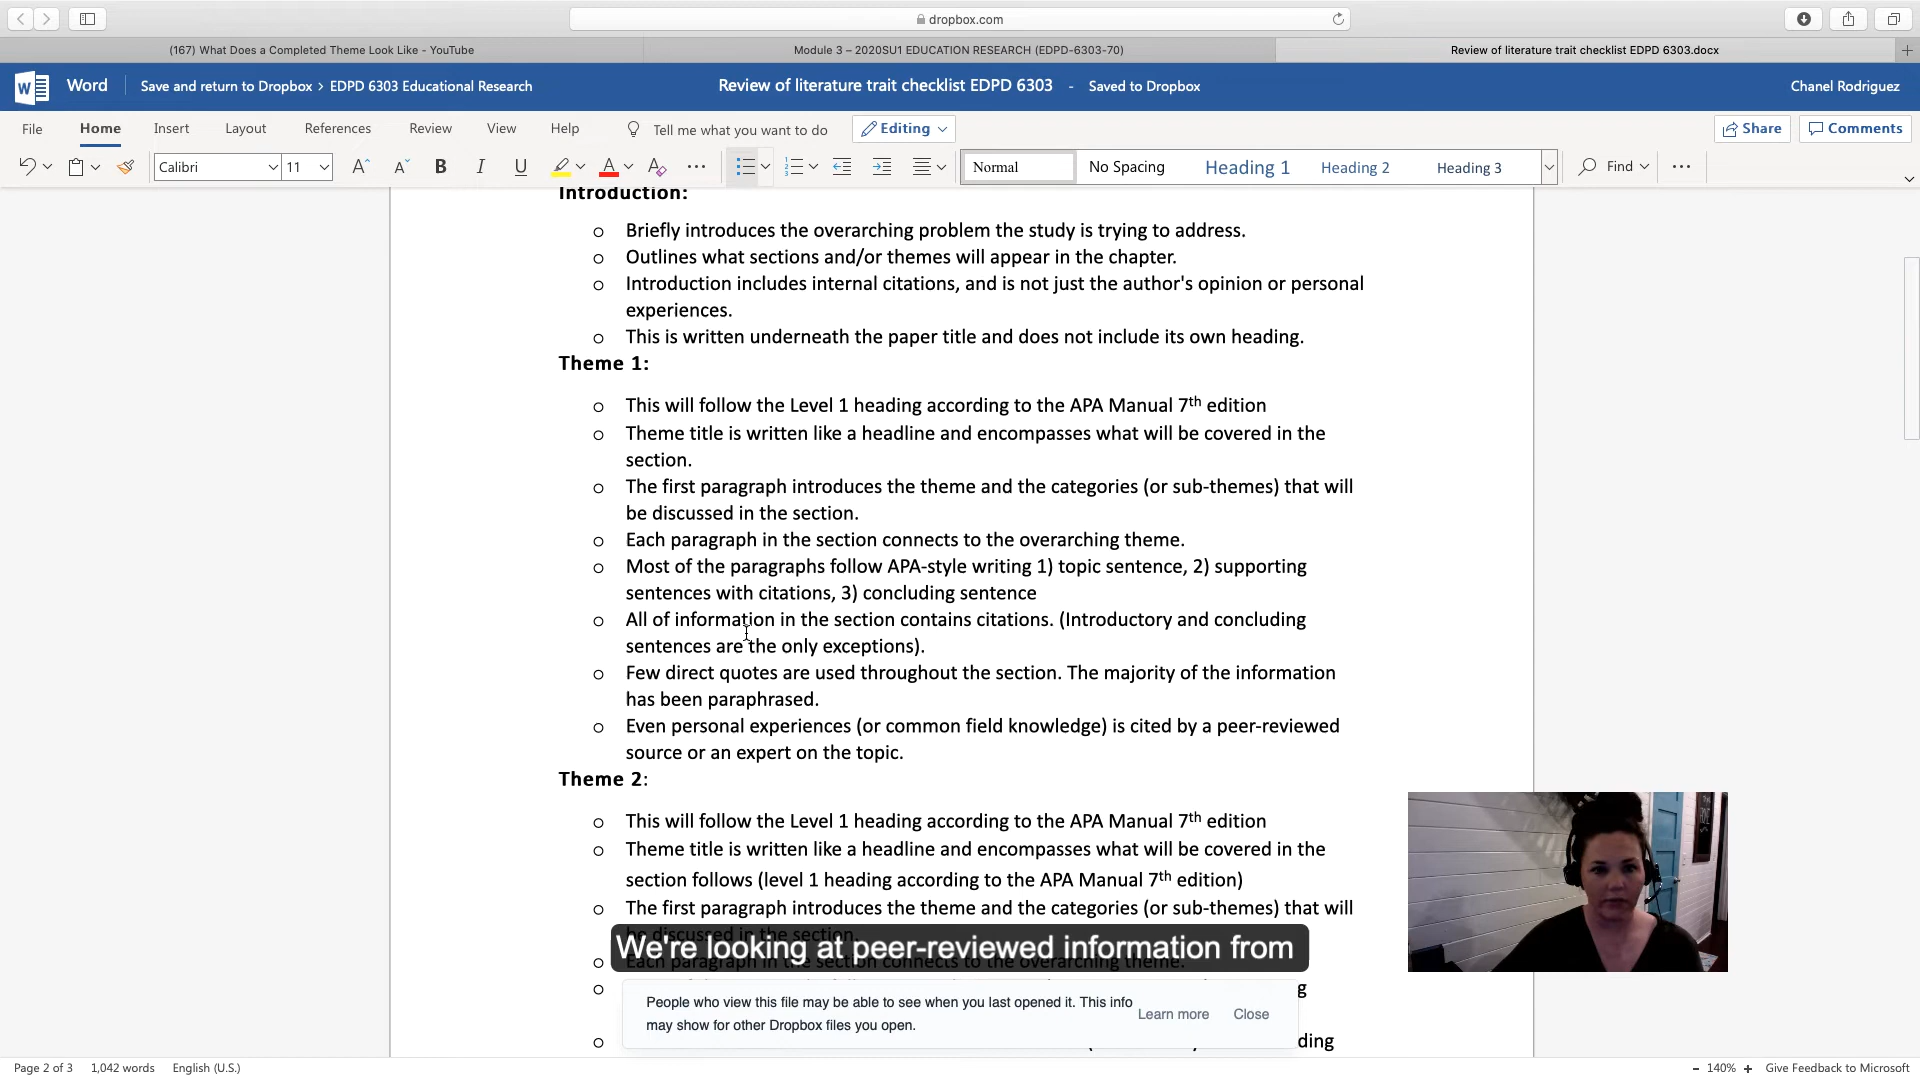 dropbox.com
(167) What Does a Completed Theme Look Like - YouTube
Module 3 – 2020SU1 EDUCATION RESEARCH (EDPD-6303-70)
Review of literature trait checklist EDPD 6303.docx
Word
Save and return to Dropbox > EDPD 6303 Educational Research
Review of literature trait checklist EDPD 6303 - Saved to Dropbox
Chanel Rodriguez
File Home Insert Layout References Review View Help Tell me what you want to do Editing Share Comments
Calibri 11 A A B I U A A Normal No Spacing Heading 1 Heading 2 Heading 3 Find
Introduction:
o Briefly introduces the overarching problem the study is trying to address.
o Outlines what sections and/or themes will appear in the chapter.
o Introduction includes internal citations, and is not just the author's opinion or personal
experiences.
o This is written underneath the paper title and does not include its own heading.
Theme 1:
o This will follow the Level 1 heading according to the APA Manual 7th edition
o Theme title is written like a headline and encompasses what will be covered in the
section.
o The first paragraph introduces the theme and the categories (or sub-themes) that will
be discussed in the section.
o Each paragraph in the section connects to the overarching theme.
o Most of the paragraphs follow APA-style writing 1) topic sentence, 2) supporting
sentences with citations, 3) concluding sentence
o All of information in the section contains citations. (Introductory and concluding
sentences are the only exceptions).
o Few direct quotes are used throughout the section. The majority of the information
has been paraphrased.
o Even personal experiences (or common field knowledge) is cited by a peer-reviewed
source or an expert on the topic.
Theme 2:
o This will follow the Level 1 heading according to the APA Manual 7th edition
o Theme title is written like a headline and encompasses what will be covered in the
section follows (level 1 heading according to the APA Manual 7th edition)
o The first paragraph introduces the theme and the categories (or sub-themes) that will
be discussed in the section.
We're looking at peer-reviewed information from
o Each paragraph in the section connects to the overarching theme.
People who view this file may be able to see when you last opened it. This info
may show for other Dropbox files you open.
Learn more Close
Page 2 of 3 1,042 words English (U.S.)
- 140% + Give Feedback to Microsoft